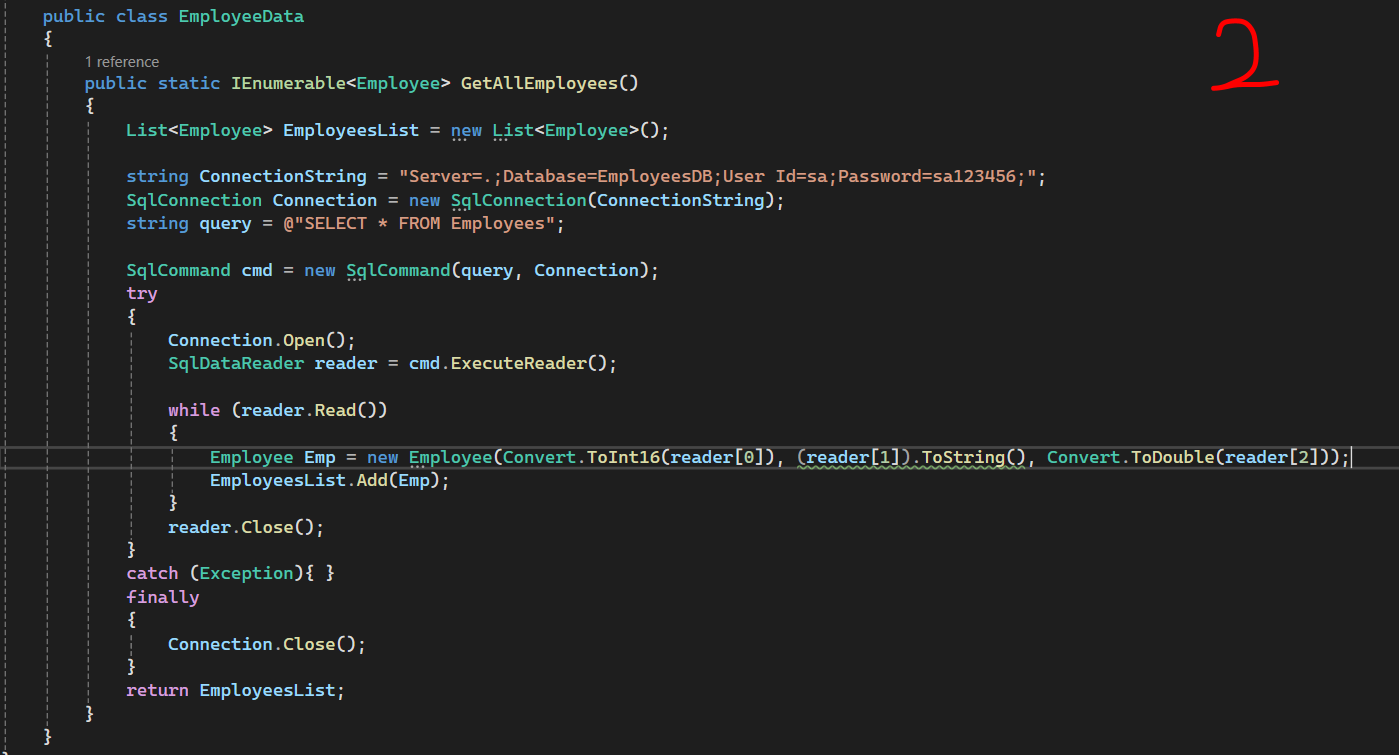 public class EmployeeData
2
{
1 reference
public static IEnumerable<Employee> GetAllEmployees()
{
List<Employee> EmployeesList = new List<Employee>();
string ConnectionString = "Server=.;Database=EmployeesDB;User Id=sa;Password=sa123456;";
SqlConnection Connection = new SqlConnection(ConnectionString);
string query = @"SELECT * FROM Employees";
SqlCommand cmd = new SqlCommand(query, Connection);
try
{
Connection.Open();
SqlDataReader reader = cmd.ExecuteReader();
while (reader.Read())
{
Employee Emp = new Employee(Convert.ToInt16(reader[0]), (reader[1]).ToString(), Convert.ToDouble(reader[2]));
EmployeesList.Add(Emp);
}
reader.Close();
}
catch (Exception){ }
finally
{
Connection.Close();
}
return EmployeesList;
}
}